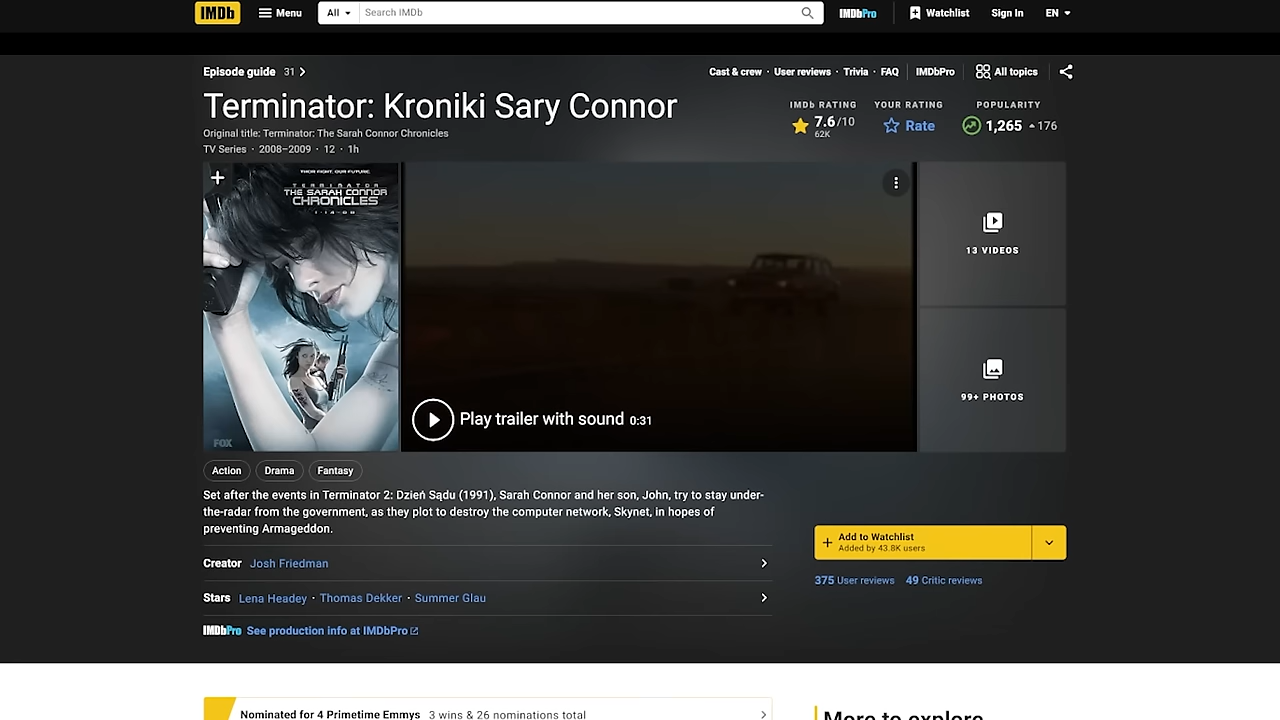 IMDb Menu All Search IMDb IMDbPro Watchlist Sign In EN
Episode guide 31 Cast & crew · User reviews · Trivia · FAQ IMDbPro All topics
Terminator: Kroniki Sary Connor
Original title: Terminator: The Sarah Connor Chronicles
TV Series · 2008–2009 · 12 · 1h
IMDb RATING YOUR RATING POPULARITY
7.6/10 Rate 1,265 176
62K
YOUR FIGHT. OUR FUTURE.
TERMINATOR
THE SARAH CONNOR
CHRONICLES
1-14-08
FOX
Play trailer with sound 0:31
13 VIDEOS
99+ PHOTOS
Action Drama Fantasy
Set after the events in Terminator 2: Dzień Sądu (1991), Sarah Connor and her son, John, try to stay under-
the-radar from the government, as they plot to destroy the computer network, Skynet, in hopes of
preventing Armageddon.
Creator Josh Friedman
Stars Lena Headey · Thomas Dekker · Summer Glau
IMDbPro See production info at IMDbPro
Add to Watchlist
Added by 43.8K users
375 User reviews 49 Critic reviews
Nominated for 4 Primetime Emmys 3 wins & 26 nominations total
More to explore